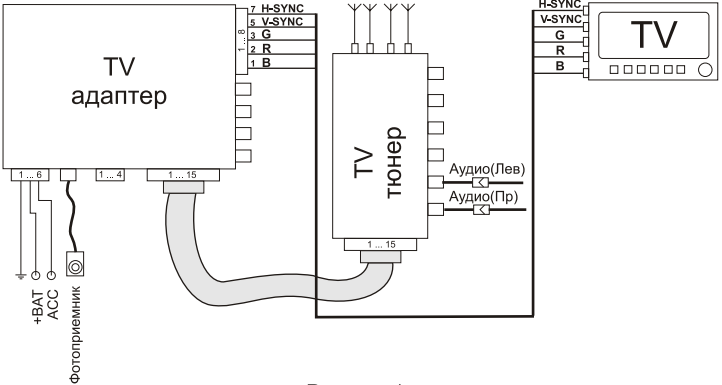 7 H-SYNC
5 V-SYNC
3 G
2 R
1 B
1 ... 8
TV
адаптер
1 ... 6
1 ... 4
1 ... 15
+BAT
ACC
Фотоприемник
TV
тюнер
Аудио(Лев)
Аудио(Пр)
1 ... 15
H-SYNC
V-SYNC
G
R
B
TV